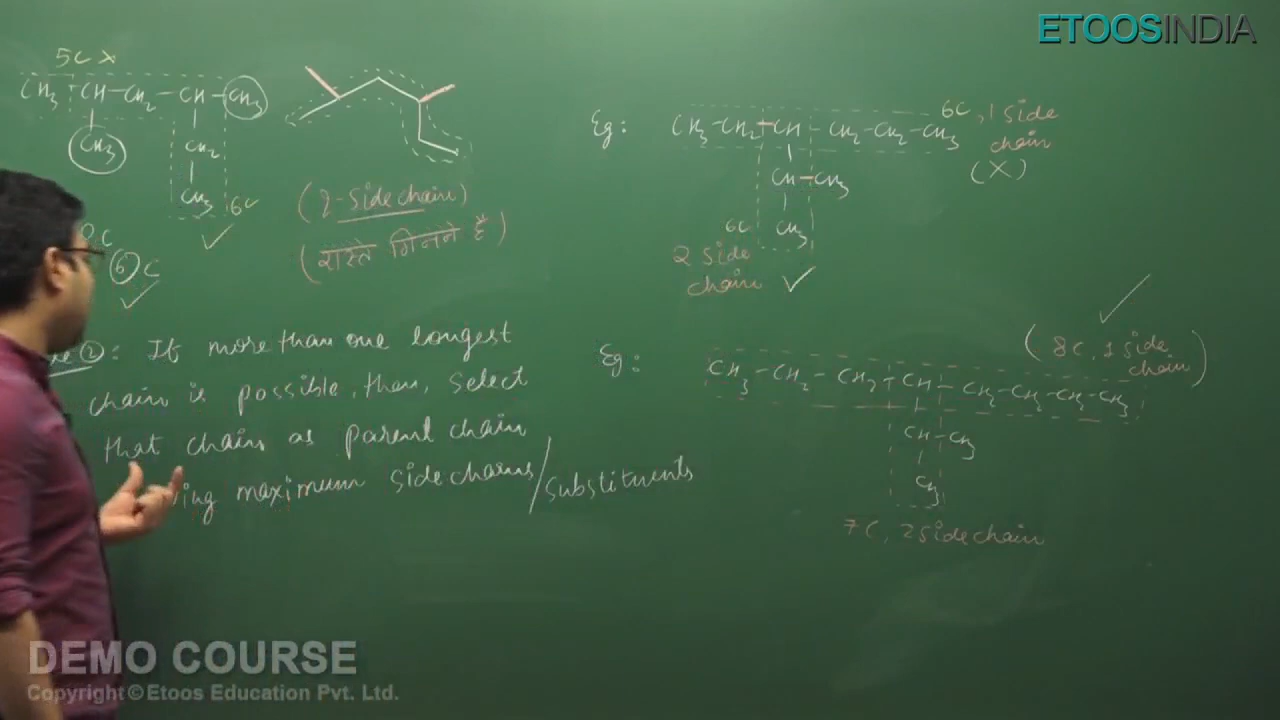 ETOOSINDIA
5C X
CH3 - CH - CH2 - CH - CH3
CH3
CH2
CH3
6C
C
6 C
(2-side chain)
(रास्ते गिनने हैं)
②: If more than one longest
chain is possible, then, select
that chain as parent chain
maximum side chains/substituents
Eg:
CH3-CH2-CH-CH2-CH2-CH3
6C, 1 side
chain
(X)
CH-CH3
CH3
6C
2 side
chain
Eg:
CH3-CH2-CH2-CH-CH2-CH2-CH2-CH3
(8C, 1 side
chain)
CH-CH3
CH3
7C, 2 side chain
DEMO COURSE
Copyright © Etoos Education Pvt. Ltd.